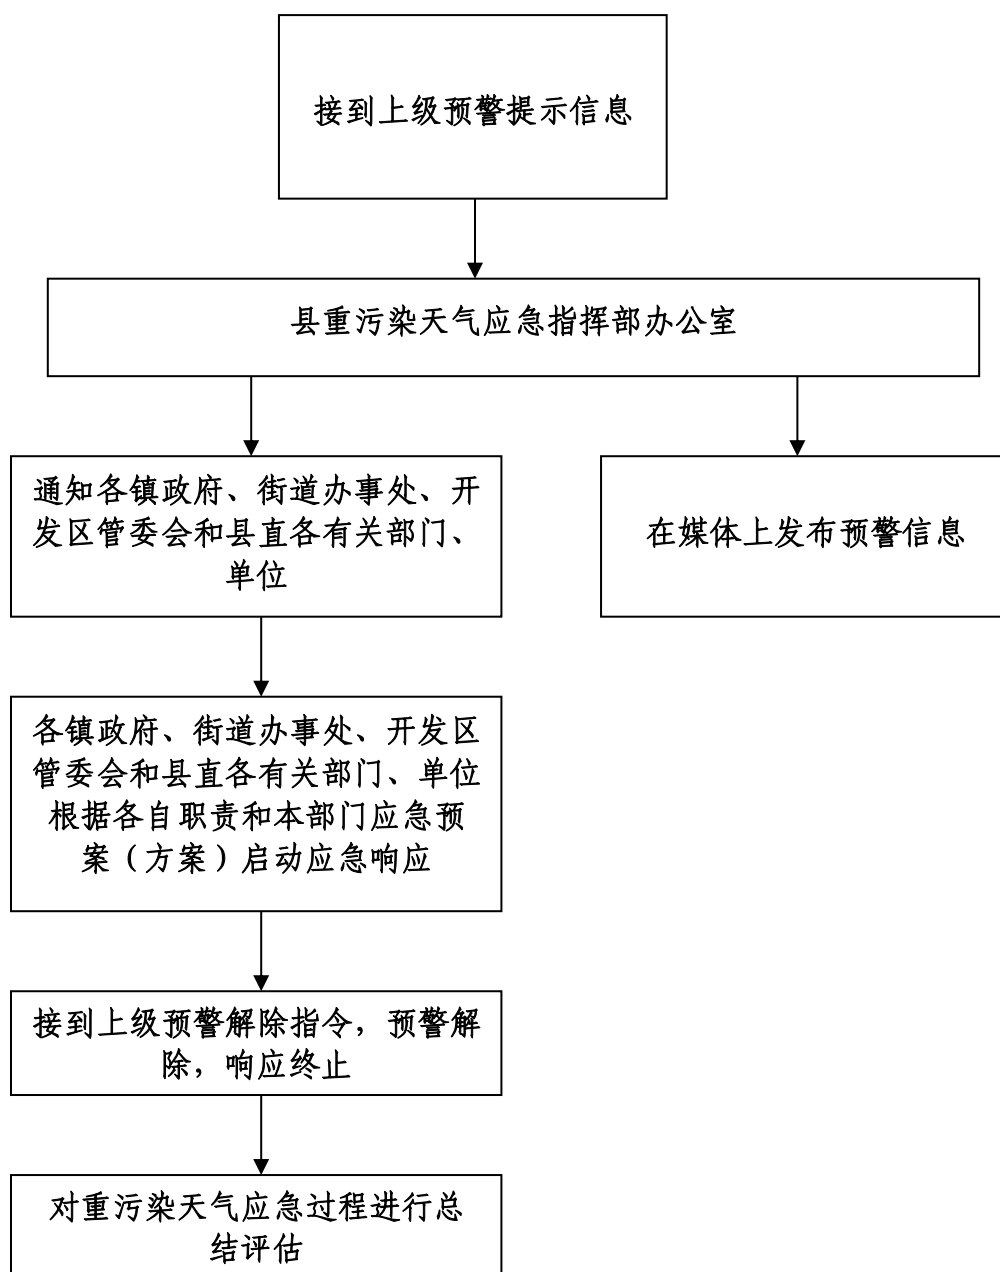 接到上级预警提示信息
县重污染天气应急指挥部办公室
通知各镇政府、街道办事处、开
发区管委会和县直各有关部门、
单位
在媒体上发布预警信息
各镇政府、街道办事处、开发区
管委会和县直各有关部门、单位
根据各自职责和本部门应急预
案（方案）启动应急响应
接到上级预警解除指令，预警解
除，响应终止
对重污染天气应急过程进行总
结评估